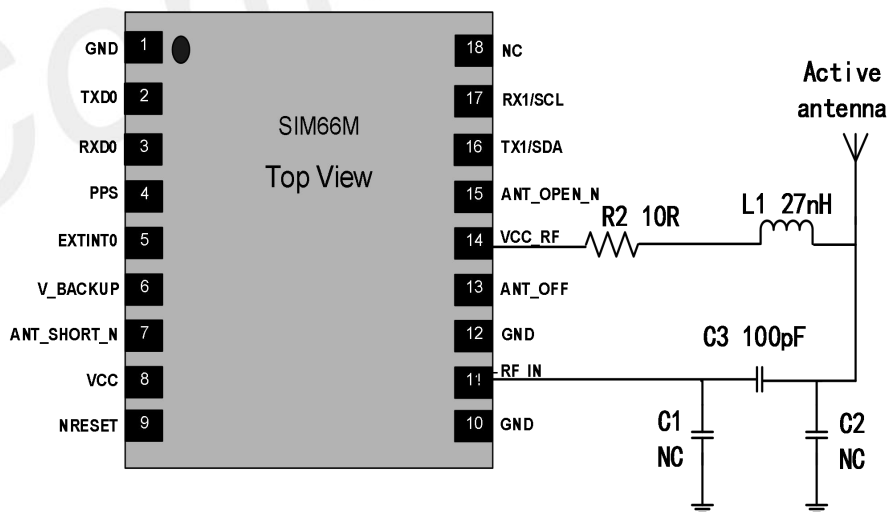 GND 1
TXD0 2
RXD0 3
PPS 4
EXTINT0 5
V_BACKUP 6
ANT_SHORT_N 7
VCC 8
NRESET 9
SIM66M
Top View
18 NC
17 RX1/SCL
16 TX1/SDA
15 ANT_OPEN_N
14 VCC_RF
13 ANT_OFF
12 GND
11 RF IN
10 GND
R2 10R
L1 27nH
Active
antenna
C3 100pF
C1
NC
C2
NC